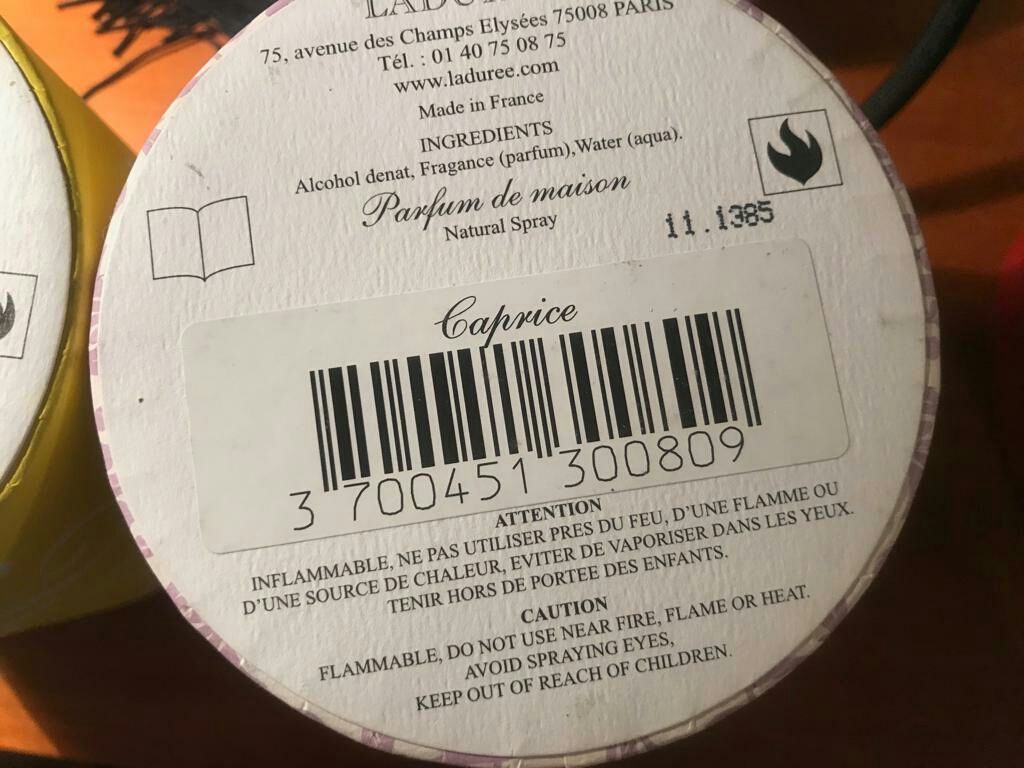 75, avenue des Champs Elysées 75008 PARIS
Tél. : 01 40 75 08 75
www.laduree.com
Made in France
INGREDIENTS
Alcohol denat, Fragance (parfum),Water (aqua).
Parfum de maison
Natural Spray
11.1385
Caprice
3 700451 300809
ATTENTION
INFLAMMABLE, NE PAS UTILISER PRES DU FEU, D'UNE FLAMME OU
D'UNE SOURCE DE CHALEUR, EVITER DE VAPORISER DANS LES YEUX.
TENIR HORS DE PORTEE DES ENFANTS.
CAUTION
FLAMMABLE, DO NOT USE NEAR FIRE, FLAME OR HEAT.
AVOID SPRAYING EYES,
KEEP OUT OF REACH OF CHILDREN.